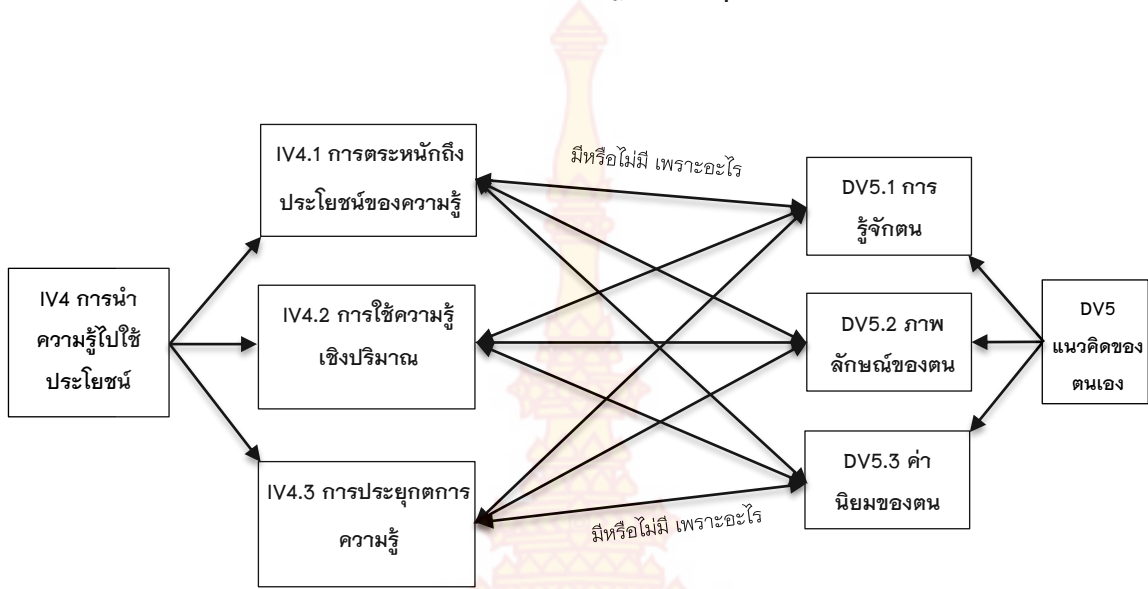 IV4 การนำ
ความรู้ไปใช้
ประโยชน์
IV4.1 การตระหนักถึง
ประโยชน์ของความรู้
IV4.2 การใช้ความรู้
เชิงปริมาณ
IV4.3 การประยุกตการ
ความรู้
มีหรือไม่มี เพราะอะไร
มีหรือไม่มี เพราะอะไร
DV5.1 การ
รู้จักตน
DV5.2 ภาพ
ลักษณ์ของตน
DV5.3 ค่า
นิยมของตน
DV5
แนวคิดของ
ตนเอง